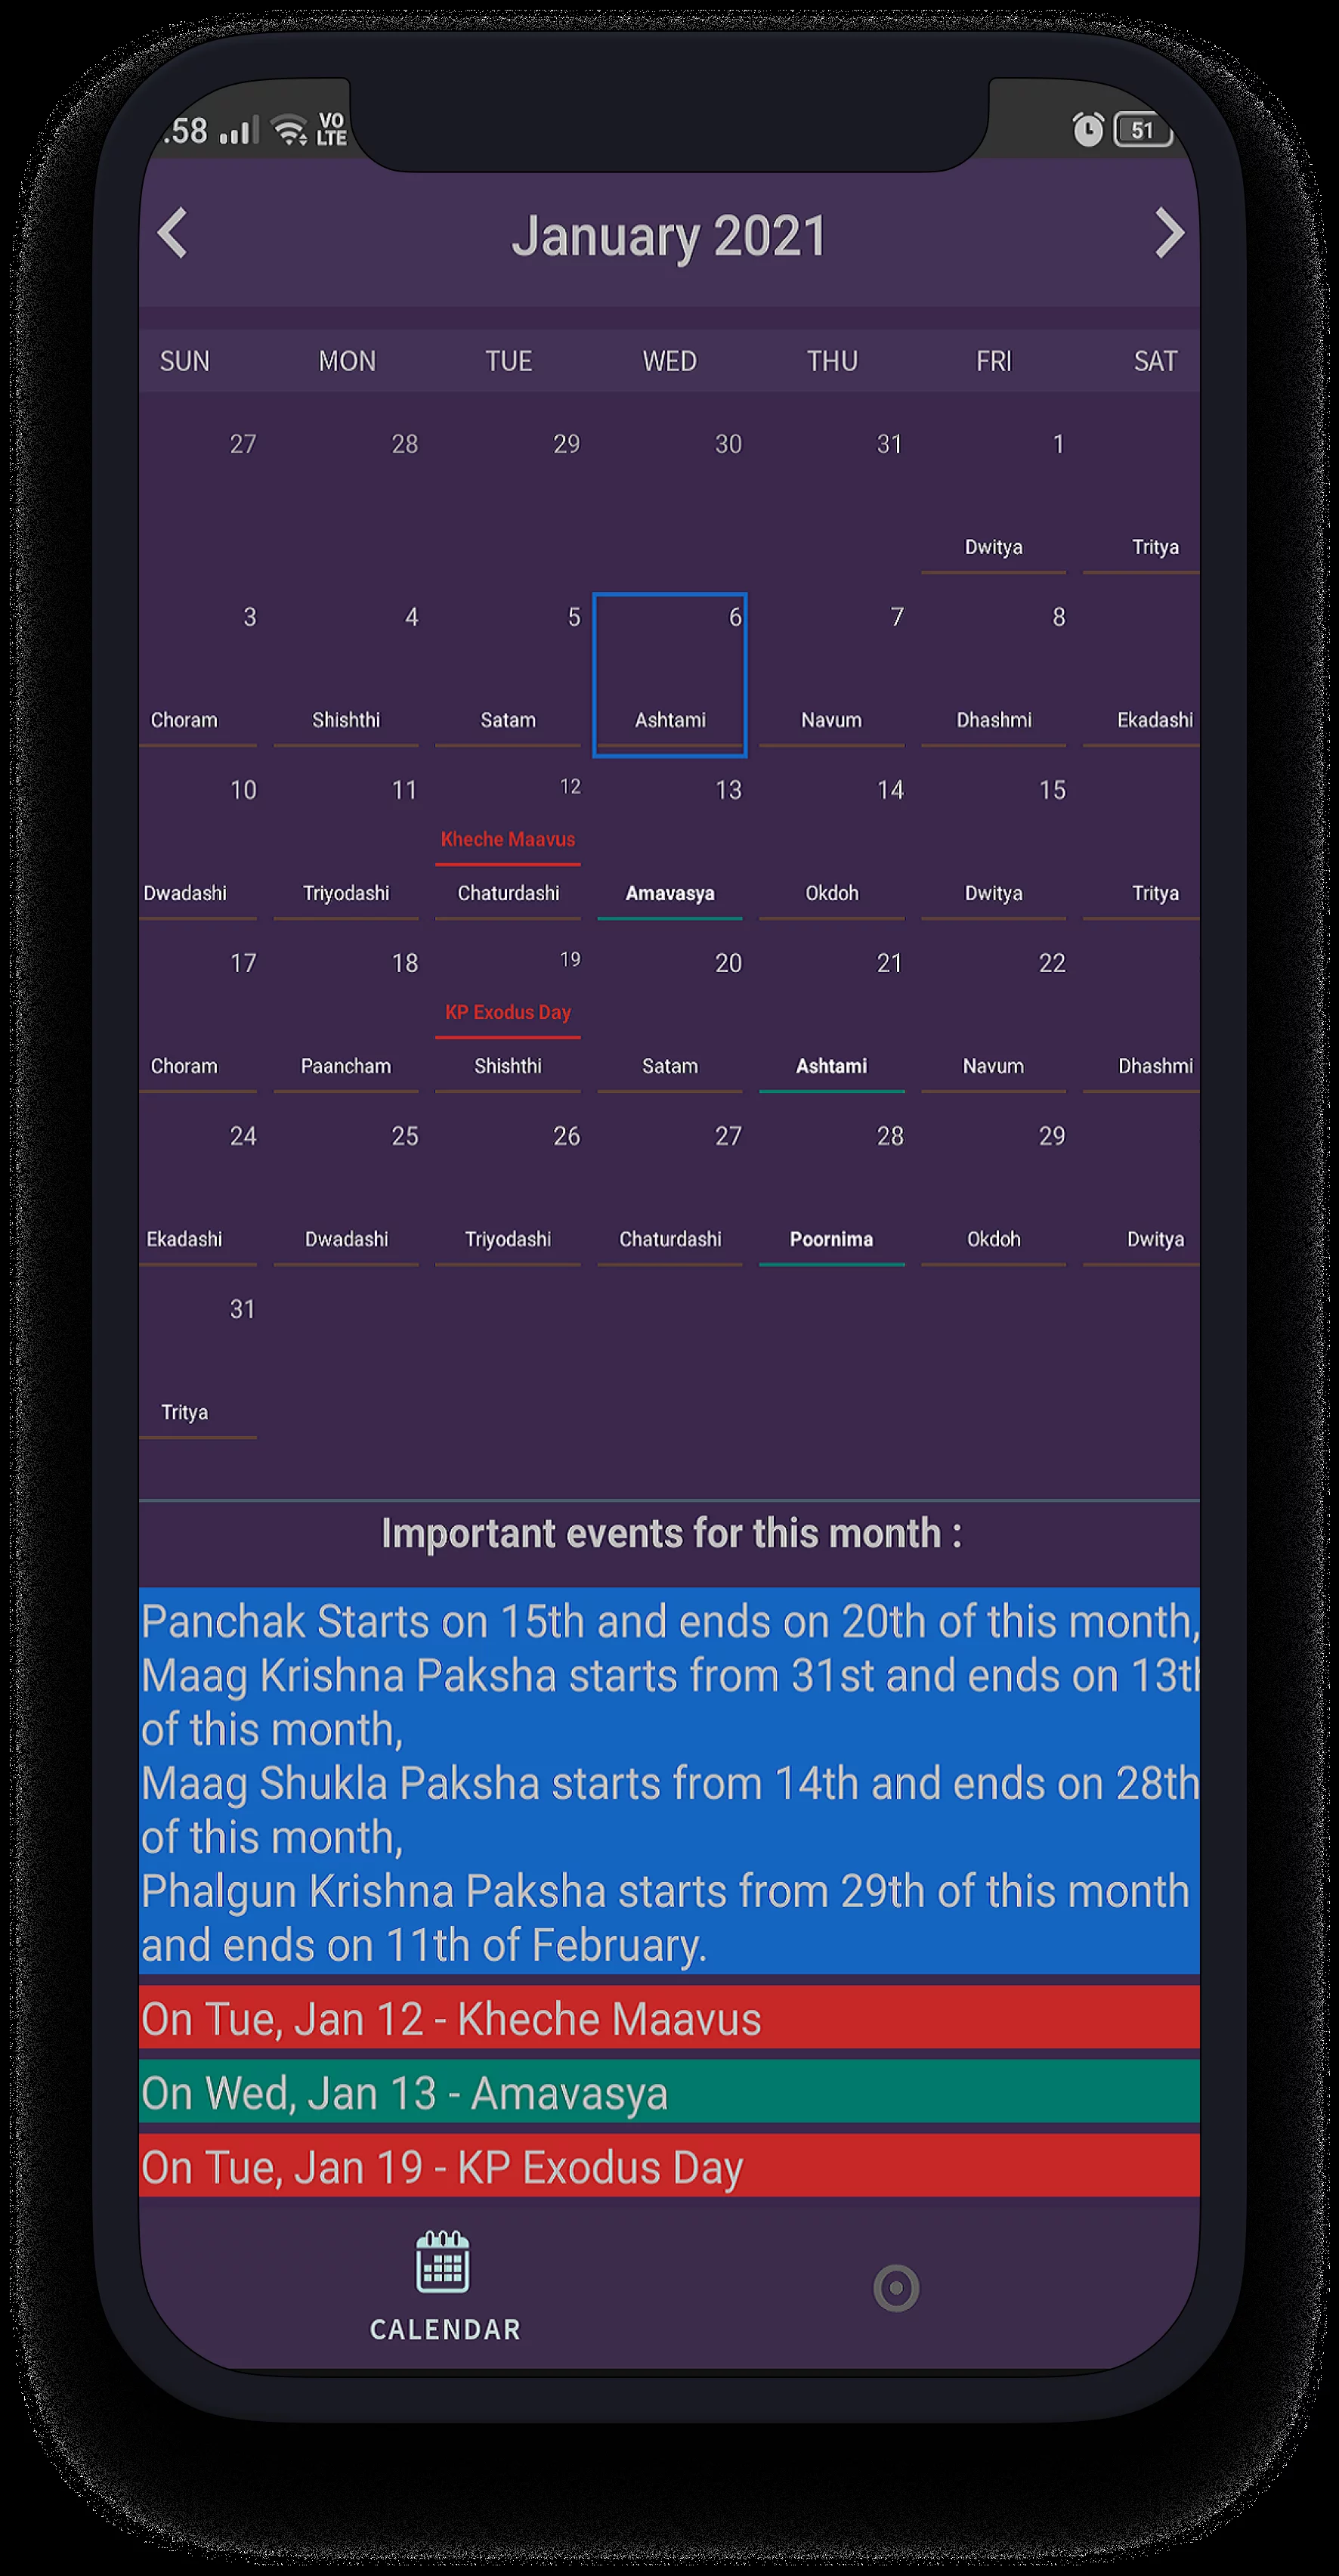 .58 VO LTE 51
January 2021
SUN MON TUE WED THU FRI SAT
27 28 29 30 31 1
Dwitya Tritya
3 4 5 6 7 8
Choram Shishthi Satam Ashtami Navum Dhashmi Ekadashi
10 11 12 13 14 15
Kheche Maavus
Dwadashi Triyodashi Chaturdashi Amavasya Okdoh Dwitya Tritya
17 18 19 20 21 22
KP Exodus Day
Choram Paancham Shishthi Satam Ashtami Navum Dhashmi
24 25 26 27 28 29
Ekadashi Dwadashi Triyodashi Chaturdashi Poornima Okdoh Dwitya
31
Tritya
Important events for this month :
Panchak Starts on 15th and ends on 20th of this month,
Maag Krishna Paksha starts from 31st and ends on 13th
of this month,
Maag Shukla Paksha starts from 14th and ends on 28th
of this month,
Phalgun Krishna Paksha starts from 29th of this month
and ends on 11th of February.
On Tue, Jan 12 - Kheche Maavus
On Wed, Jan 13 - Amavasya
On Tue, Jan 19 - KP Exodus Day
CALENDAR